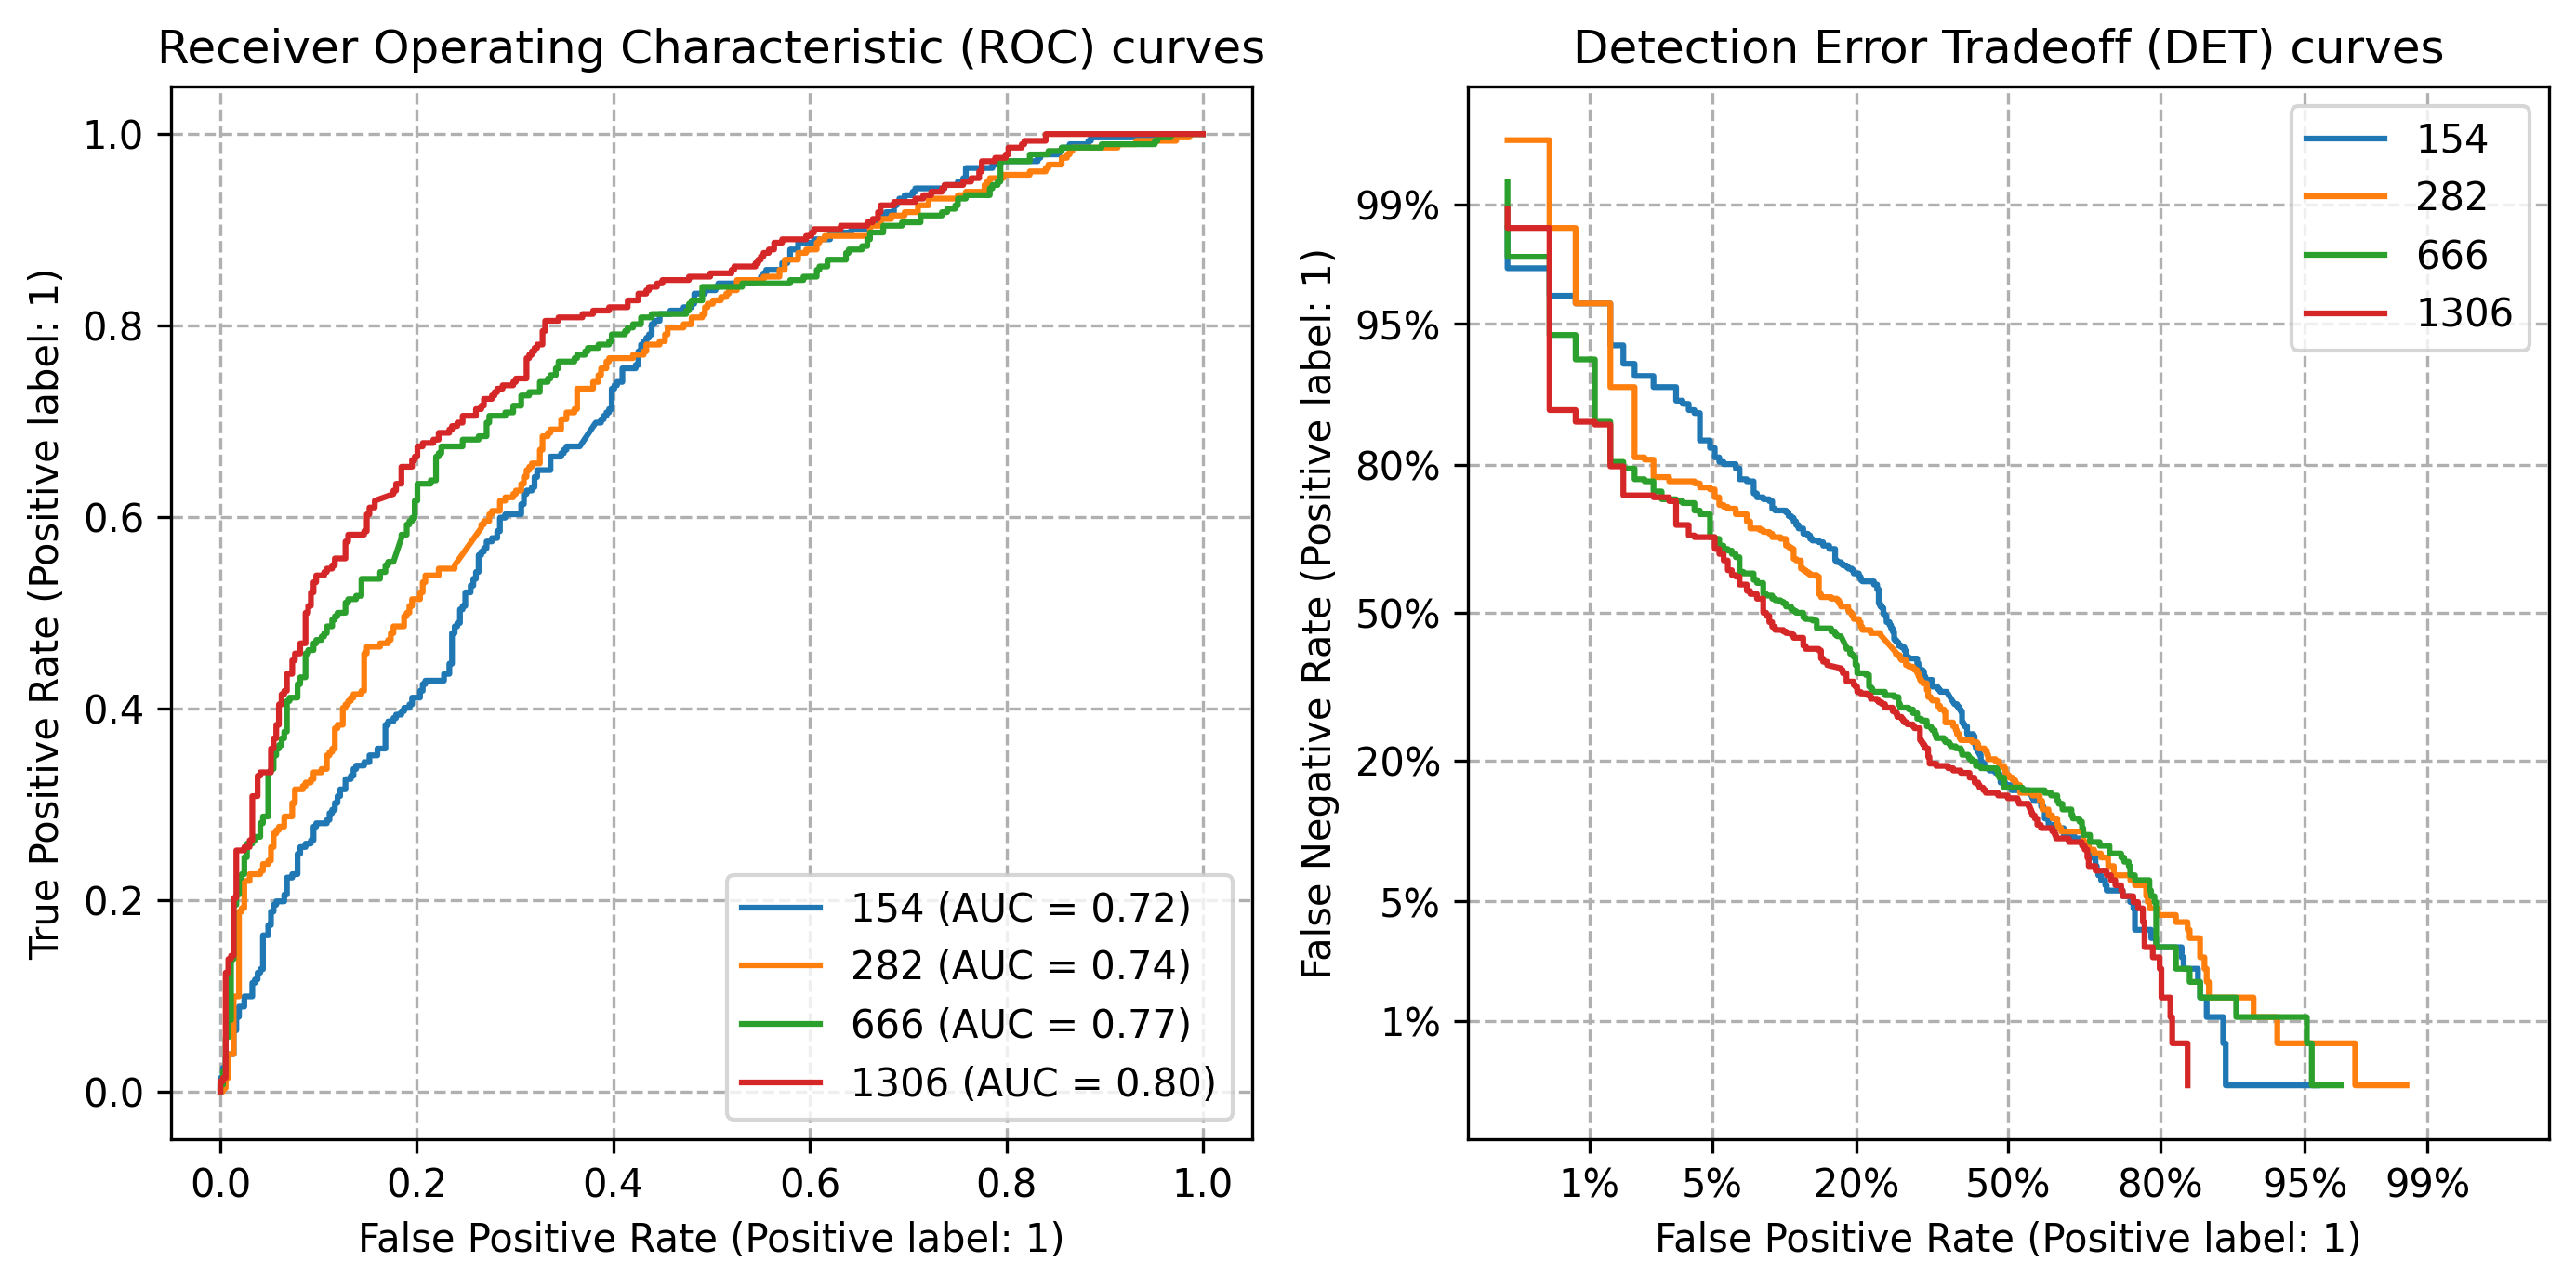 Receiver Operating Characteristic (ROC) curves
True Positive Rate (Positive label: 1)
1.0
0.8
0.6
0.4
0.2
0.0
154 (AUC = 0.72)
282 (AUC = 0.74)
666 (AUC = 0.77)
1306 (AUC = 0.80)
0.0 0.2 0.4 0.6 0.8 1.0
False Positive Rate (Positive label: 1)
Detection Error Tradeoff (DET) curves
False Negative Rate (Positive label: 1)
99%
95%
80%
50%
20%
5%
1%
154
282
666
1306
1% 5% 20% 50% 80% 95% 99%
False Positive Rate (Positive label: 1)